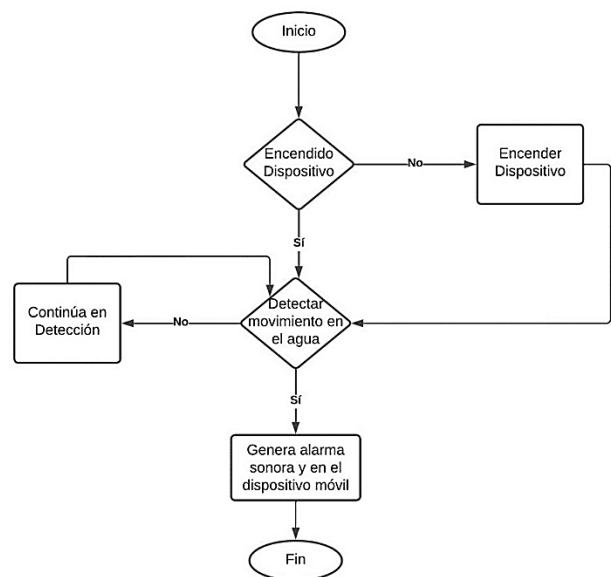 Inicio
Encendido
Dispositivo
No
Encender
Dispositivo
Sí
Detectar
movimiento en
el agua
No
Continúa en
Detección
Sí
Genera alarma
sonora y en el
dispositivo móvil
Fin